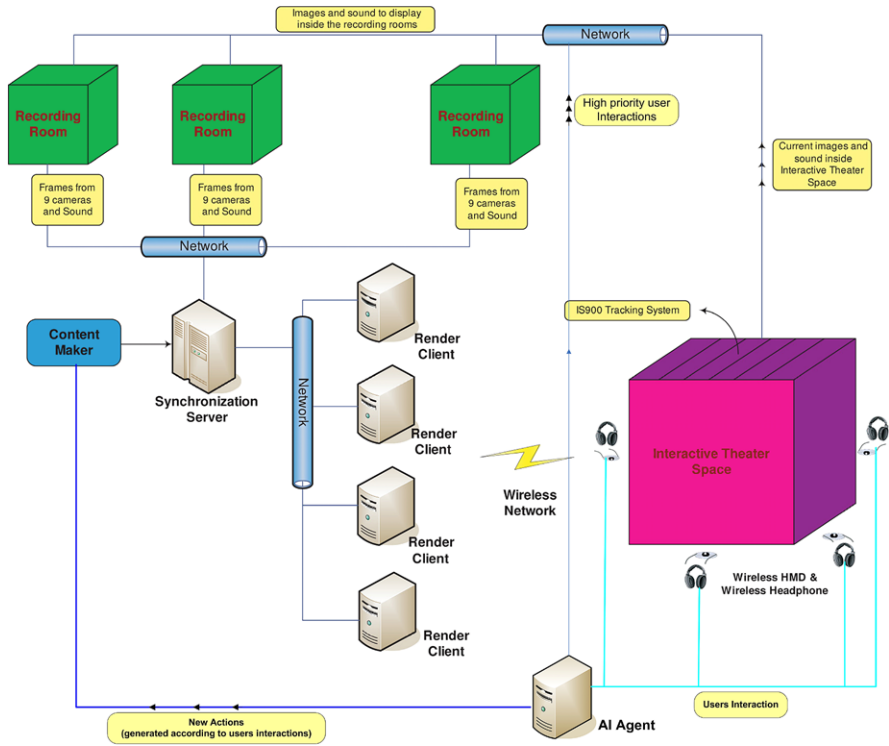 Images and sound to display
inside the recording rooms
Network
Recording
Room
Recording
Room
Recording
Room
High priority user
Interactions
Current images and
sound inside
Interactive Theater
Space
Frames from
9 cameras
and Sound
Frames from
9 cameras
and Sound
Frames from
9 cameras
and Sound
Network
IS900 Tracking System
Content
Maker
Synchronization
Server
Network
Render
Client
Render
Client
Render
Client
Render
Client
Wireless
Network
Interactive Theater
Space
Wireless HMD &
Wireless Headphone
Users Interaction
AI Agent
New Actions
(generated according to users interactions)